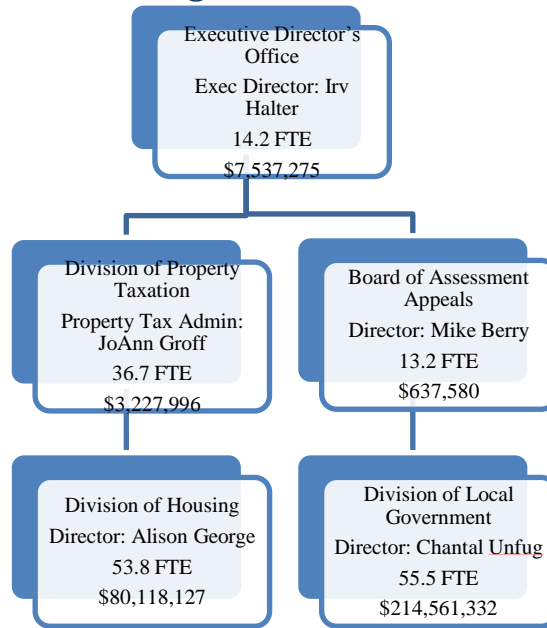 Executive Director's
Office
Exec Director: Irv
Halter
14.2 FTE
$7,537,275
Division of Property
Taxation
Property Tax Admin:
JoAnn Groff
36.7 FTE
$3,227,996
Board of Assessment
Appeals
Director: Mike Berry
13.2 FTE
$637,580
Division of Housing
Director: Alison George
53.8 FTE
$80,118,127
Division of Local
Government
Director: Chantal Unfug
55.5 FTE
$214,561,332